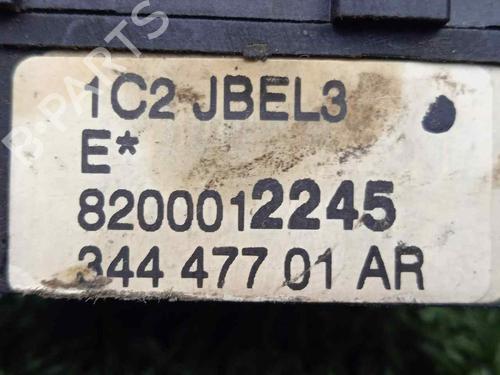 1C2 JBEL3
E*
8200012245
344 477 01 AR
B-PARTS